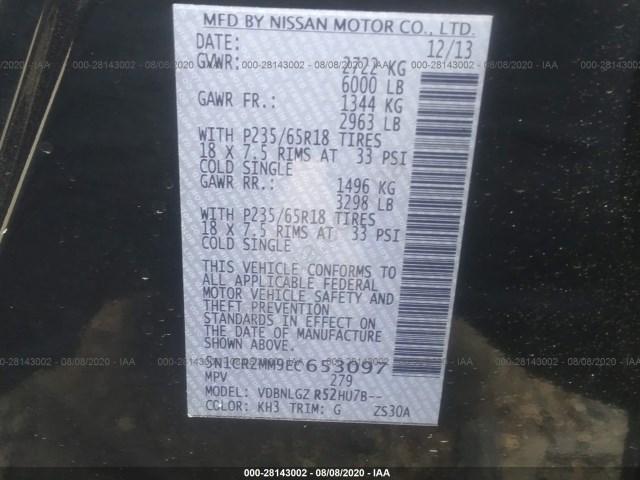 MFD BY NISSAN MOTOR CO., LTD.
DATE: 12/13
GVWR: 2722 KG
6000 LB
GAWR FR.: 1344 KG
2963 LB
WITH P235/65R18 TIRES
18 X 7.5 RIMS AT 33 PSI
COLD SINGLE
GAWR RR.: 1496 KG
3298 LB
WITH P235/65R18 TIRES
18 X 7.5 RIMS AT 33 PSI
COLD SINGLE
THIS VEHICLE CONFORMS TO
ALL APPLICABLE FEDERAL
MOTOR VEHICLE SAFETY AND
THEFT PREVENTION
STANDARDS IN EFFECT ON
THE DATE OF MANUFACTURE
SHOWN ABOVE.
5N1CR2MM9EC653097
MPV 279
MODEL: VDBNLGZ R52HU7B--
COLOR: KH3 TRIM: G ZS30A
000-28143002 - 08/08/2020 - IAA